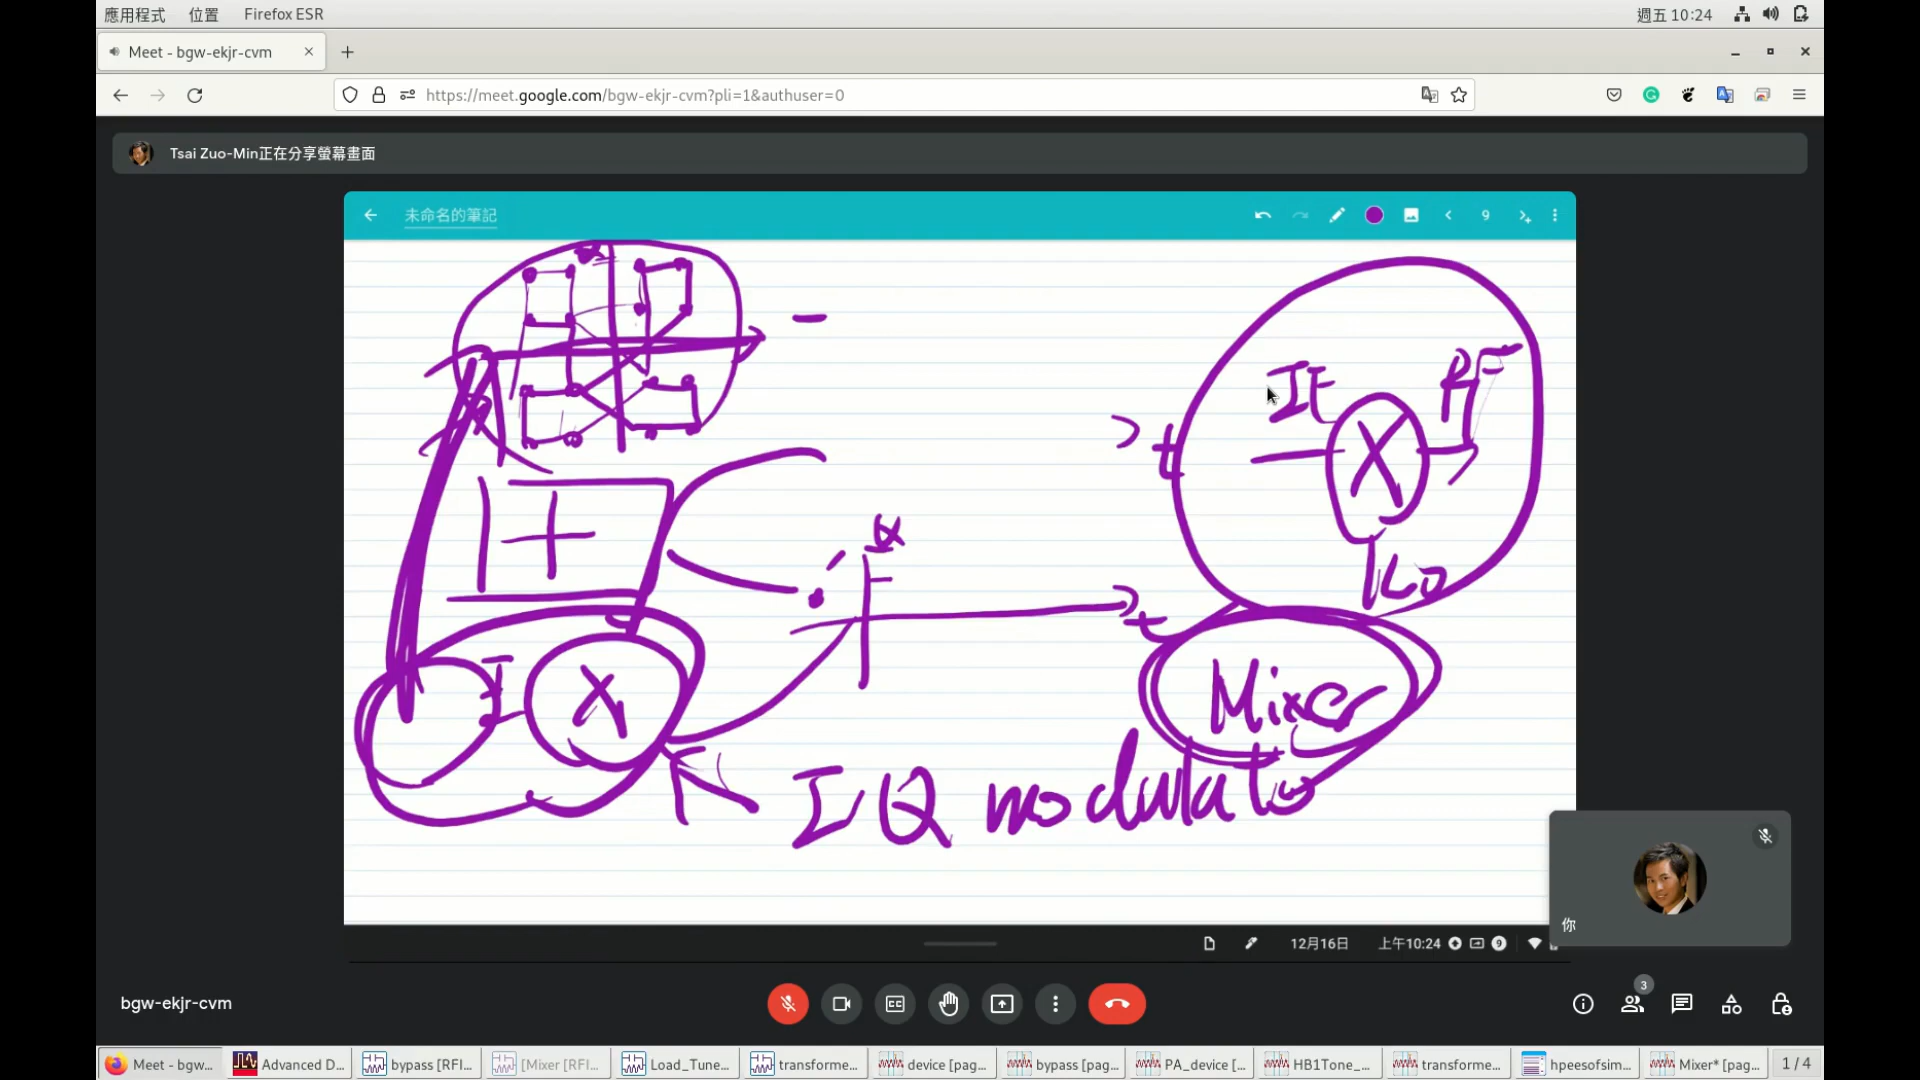 應用程式 位置 Firefox ESR 週五 10:24
Meet - bgw-ekjr-cvm
https://meet.google.com/bgw-ekjr-cvm?pli=1&authuser=0
Tsai Zuo-Min正在分享螢幕畫面
未命名的筆記 9
IF RF
LO
I
Mixer
IQ modulato
你
12月16日 上午10:24 9
bgw-ekjr-cvm
3
Meet - bgw... Advanced D... bypass [RFI... [Mixer [RFI... Load_Tune... transforme... device [pag... bypass [pag... PA_device [... HB1Tone_... transforme... hpeesofsim... Mixer* [pag... 1 / 4